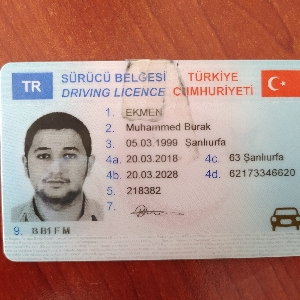 TR SÜRÜCÜ BELGESİ TÜRKİYE
DRIVING LICENCE CUMHURİYETİ
1. EKMEN
2. Muhammed Burak
3. 05.03.1999 Şanlıurfa
4a. 20.03.2018 4c. 63 Şanlıurfa
4b. 20.03.2028 4d. 62173346620
5. 218382
7.
9. B B1 F M